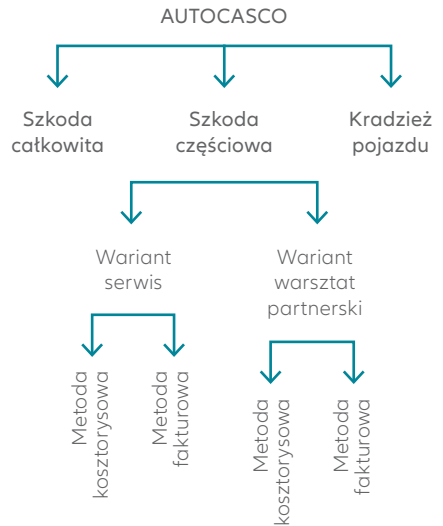 AUTOCASCO
Szkoda
całkowita
Szkoda
częściowa
Kradzież
pojazdu
Wariant
serwis
Wariant
warsztat
partnerski
Metoda
kosztorysowa
Metoda
fakturowa
Metoda
kosztorysowa
Metoda
fakturowa